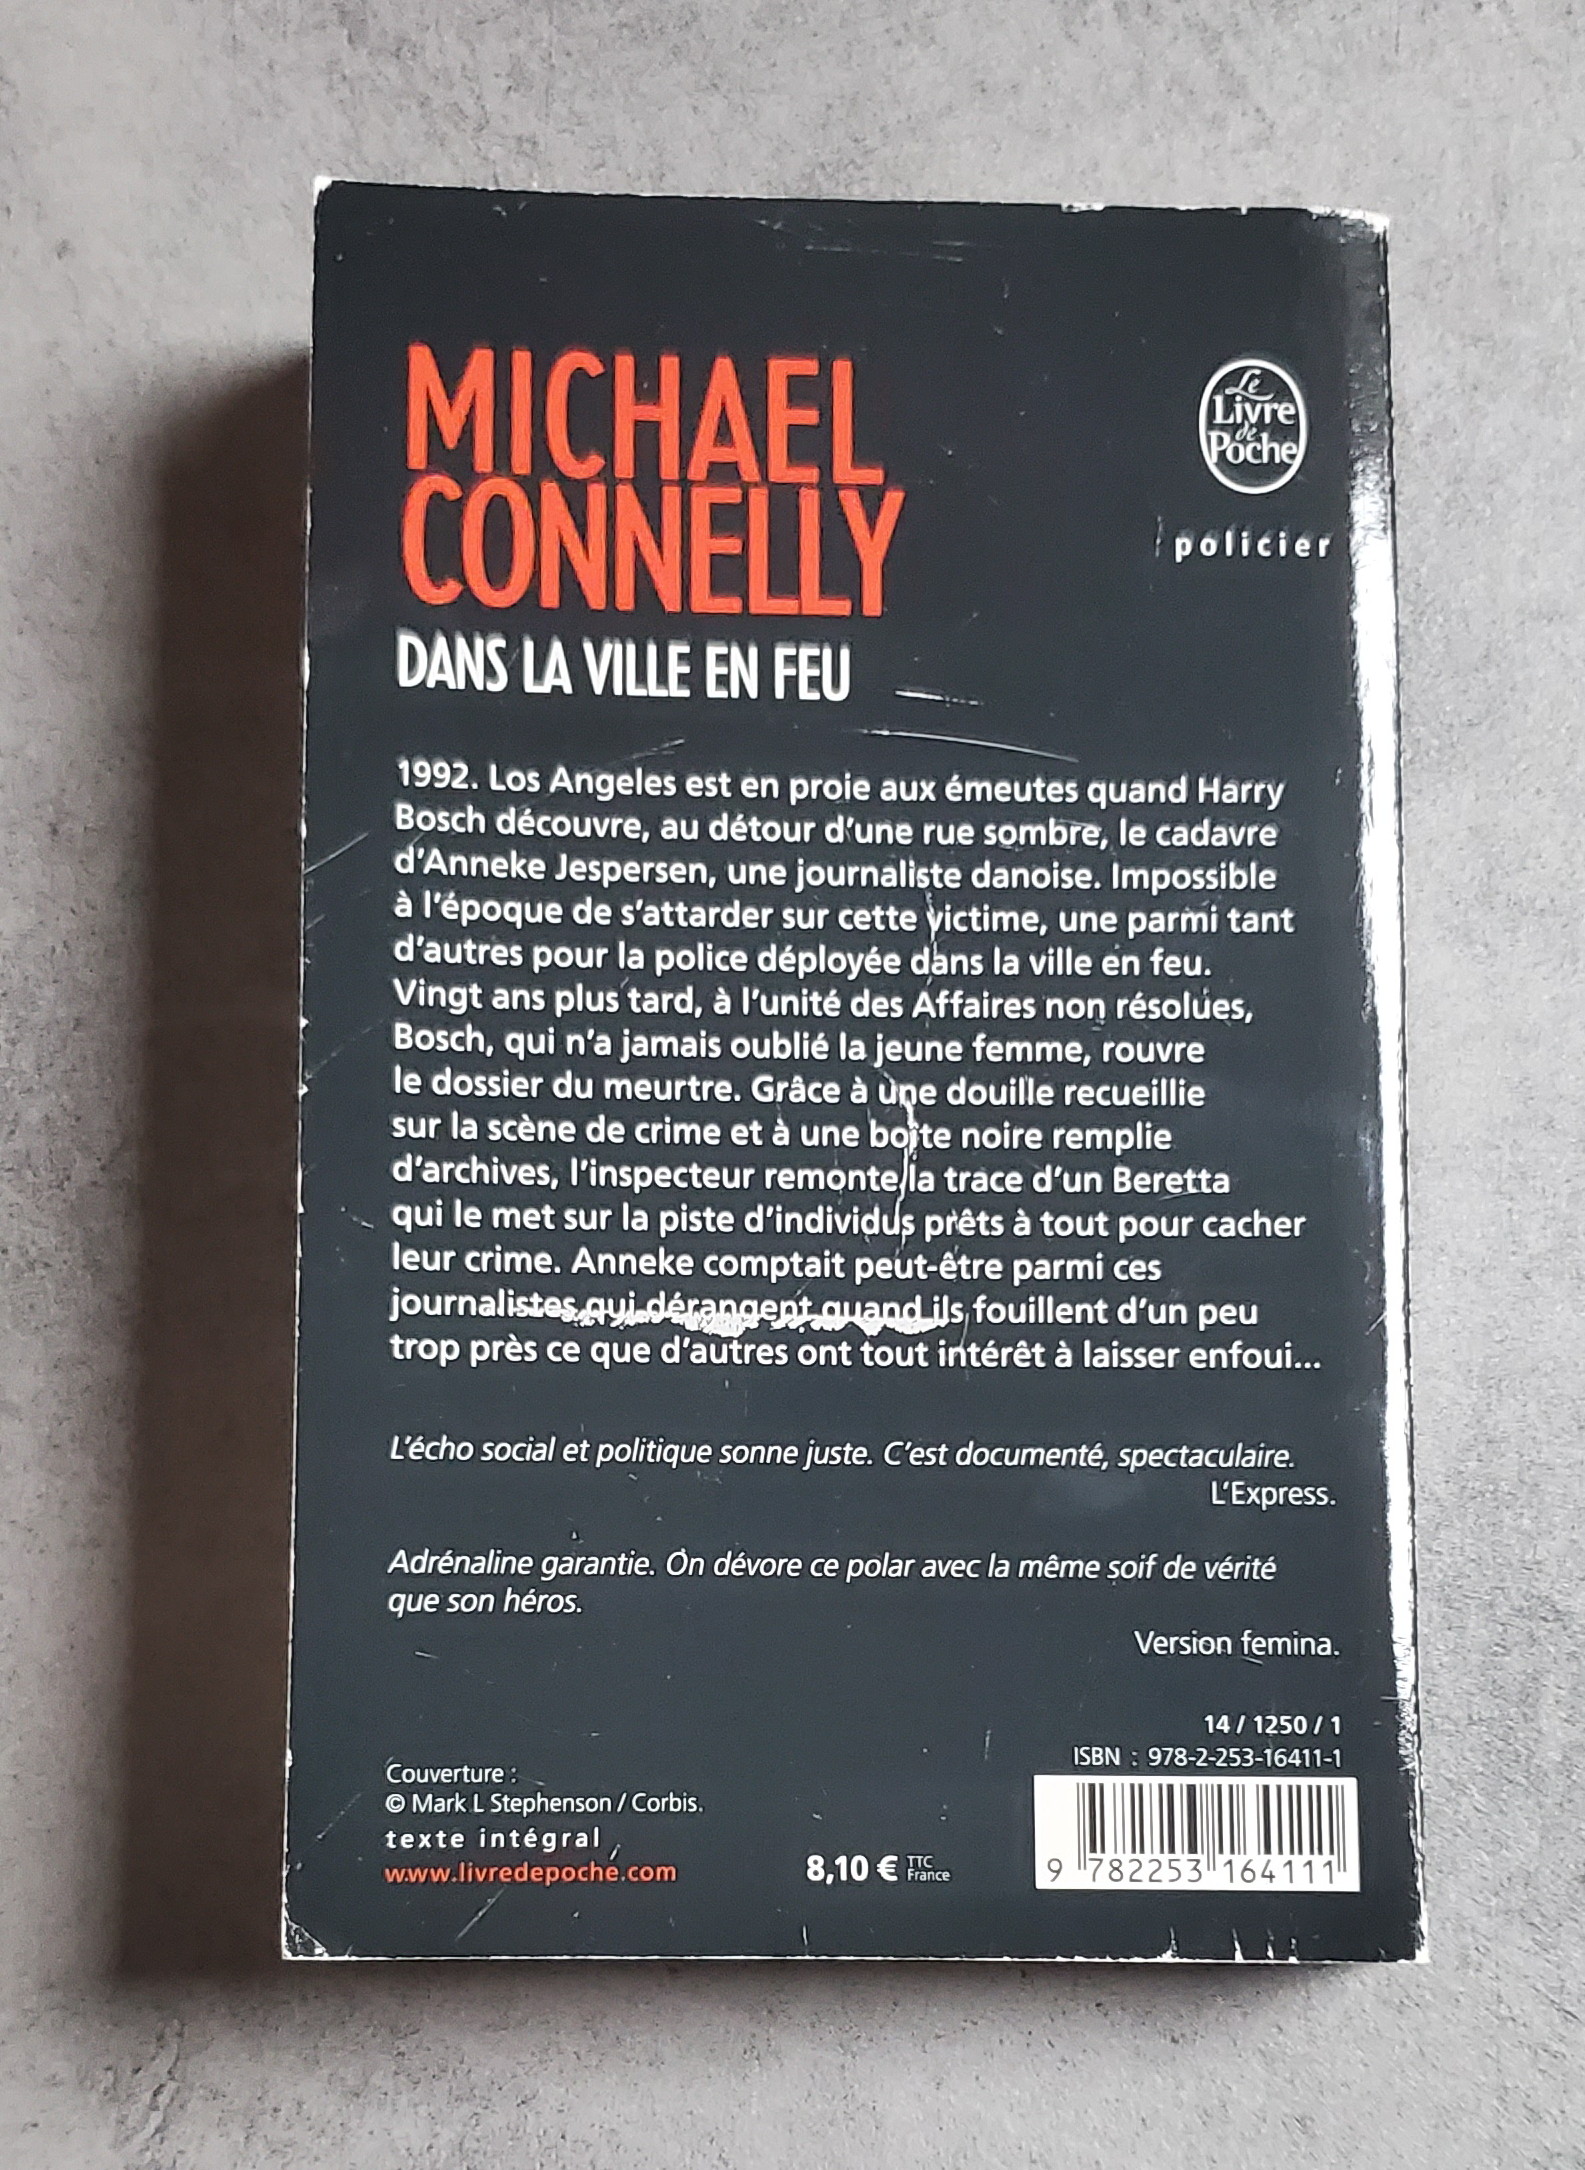 MICHAEL
CONNELLY
DANS LA VILLE EN FEU
Le
Livre
de
Poche
policier
1992. Los Angeles est en proie aux émeutes quand Harry
Bosch découvre, au détour d'une rue sombre, le cadavre
d'Anneke Jespersen, une journaliste danoise. Impossible
à l'époque de s'attarder sur cette victime, une parmi tant
d'autres pour la police déployée dans la ville en feu.
Vingt ans plus tard, à l'unité des Affaires non résolues,
Bosch, qui n'a jamais oublié la jeune femme, rouvre
le dossier du meurtre. Grâce à une douille recueillie
sur la scène de crime et à une boîte noire remplie
d'archives, l'inspecteur remonte la trace d'un Beretta
qui le met sur la piste d'individus prêts à tout pour cacher
leur crime. Anneke comptait peut-être parmi ces
journalistes qui dérangent quand ils fouillent d'un peu
trop près ce que d'autres ont tout intérêt à laisser enfoui...
L'écho social et politique sonne juste. C'est documenté, spectaculaire.
L'Express.
Adrénaline garantie. On dévore ce polar avec la même soif de vérité
que son héros.
Version femina.
14 / 1250 / 1
ISBN : 978-2-253-16411-1
Couverture :
© Mark L Stephenson / Corbis.
texte intégral
www.livredepoche.com
8,10 € TTC
France
9 782253 164111